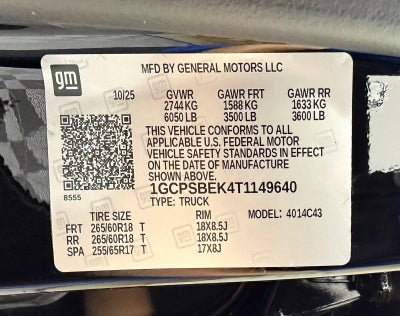 gm
MFD BY GENERAL MOTORS LLC
10/25 GVWR GAWR FRT GAWR RR
2744 KG 1588 KG 1633 KG
6050 LB 3500 LB 3600 LB
THIS VEHICLE CONFORMS TO ALL
APPLICABLE U.S. FEDERAL MOTOR
VEHICLE SAFETY STANDARDS IN EFFECT
ON THE DATE OF MANUFACTURE
SHOWN ABOVE.
8555
1GCPSBEK4T1149640
TYPE: TRUCK
TIRE SIZE RIM MODEL: 4014C43
FRT 265/60R18 T 18X8.5J
RR 265/60R18 T 18X8.5J
SPA 255/65R17 T 17X8J